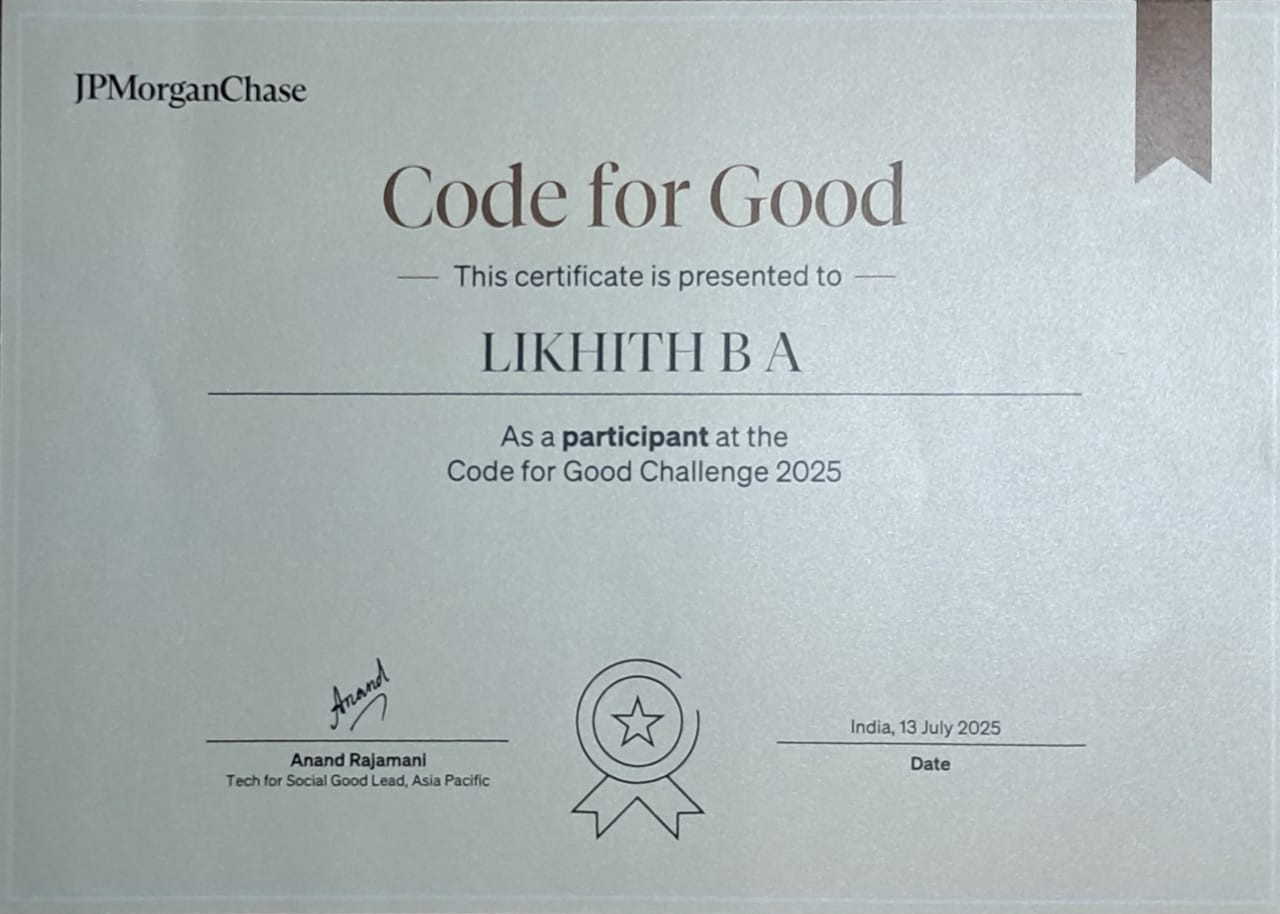 JPMorganChase
Code for Good
This certificate is presented to
LIKHITH B A
As a participant at the
Code for Good Challenge 2025
Anand
Anand Rajamani
Tech for Social Good Lead, Asia Pacific
India, 13 July 2025
Date